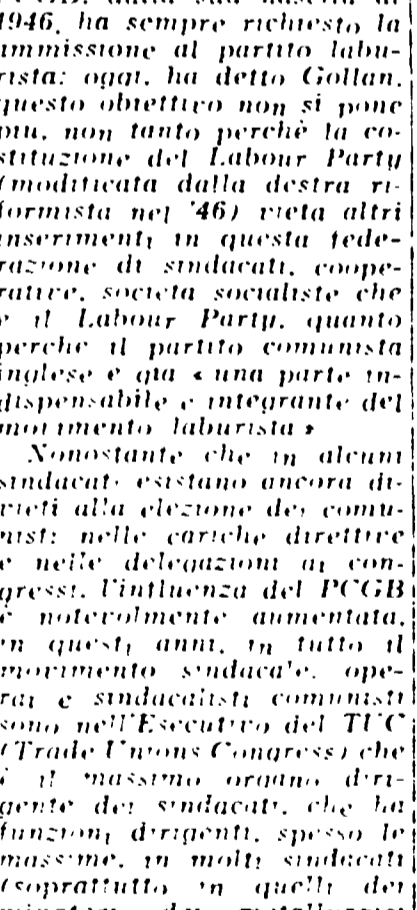 1946, ha sempre richiesto la
ammissione al partito labu-
rista: oggi, ha detto Gollan,
questo obiettivo non si pone
più, non tanto perchè la co-
stituzione del Labour Party
(modificata dalla destra ri-
formista nel '46) vieta altri
inserimenti in questa fede-
razione di sindacati, coope-
rative, società socialiste che
è il Labour Party, quanto
perchè il partito comunista
inglese è già « una parte in-
dispensabile e integrante del
movimento laburista »
Nonostante che in alcuni
sindacati esistano ancora di-
vieti alla elezione dei comu-
nisti nelle cariche direttive
e nelle delegazioni ai con-
gressi, l'influenza del PCGB
è notevolmente aumentata,
in questi anni, in tutto il
movimento sindacale. ope-
rai e sindacalisti comunisti
sono nell'Esecutivo del TUC
(Trade Unions Congress) che
è il massimo organo diri-
gente dei sindacati, che ha
funzioni dirigenti, spesso le
massime, in molti sindacati
(soprattutto in quelli dei